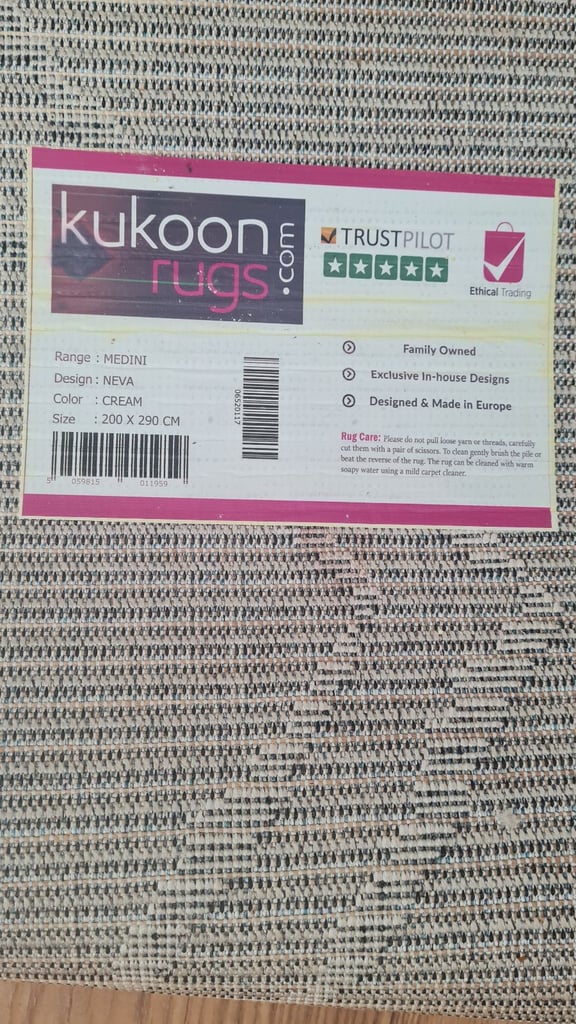 kukoon
rugs
.com
TRUSTPILOT
Ethical Trading
Range : MEDINI
Design : NEVA
Color : CREAM
Size : 200 X 290 CM
5 059815 011959
06520117
Family Owned
Exclusive In-house Designs
Designed & Made in Europe
Rug Care: Please do not pull loose yarn or threads, carefully
cut them with a pair of scissors. To clean gently brush the pile or
beat the reverse of the rug. The rug can be cleaned with warm
soapy water using a mild carpet cleaner.